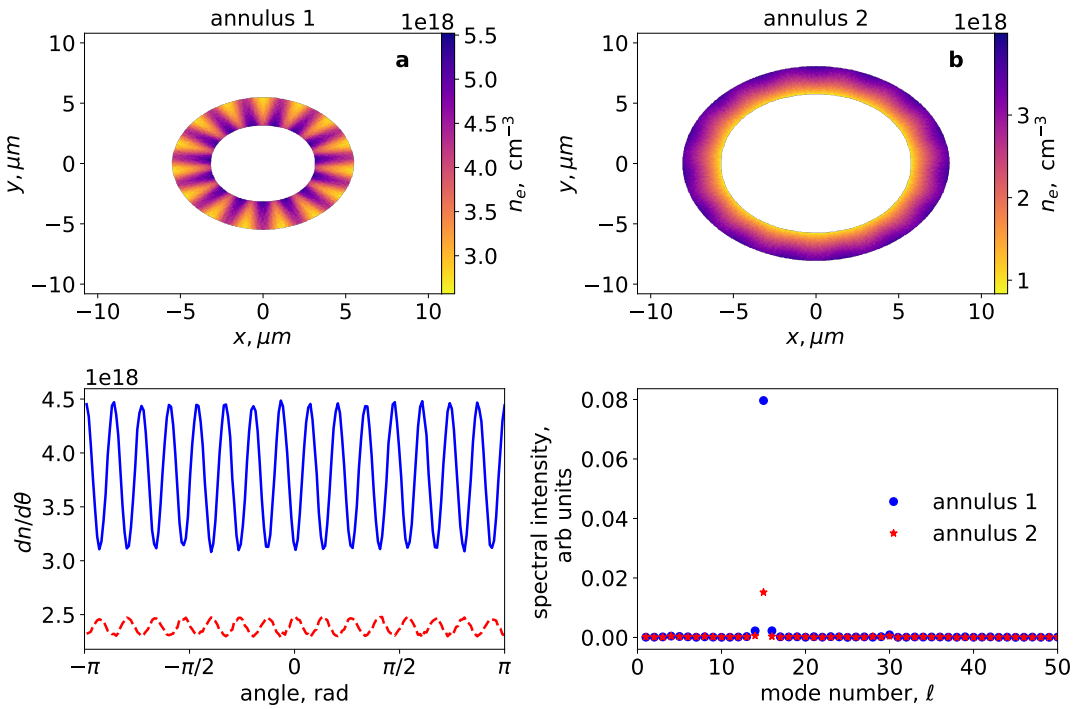 annulus 1
1e18
a
10
5
0
−5
−10
y, μm
−10
−5
0
5
10
x, μm
5.5
5.0
4.5
4.0
3.5
3.0
nₑ, cm⁻³
annulus 2
1e18
b
10
5
0
−5
−10
y, μm
−10
−5
0
5
10
x, μm
3
2
1
nₑ, cm⁻³
1e18
4.5
4.0
3.5
3.0
2.5
dn/dθ
−π
−π/2
0
π/2
π
angle, rad
0.08
0.06
0.04
0.02
0.00
spectral intensity,
arb units
annulus 1
annulus 2
0
10
20
30
40
50
mode number, ℓ